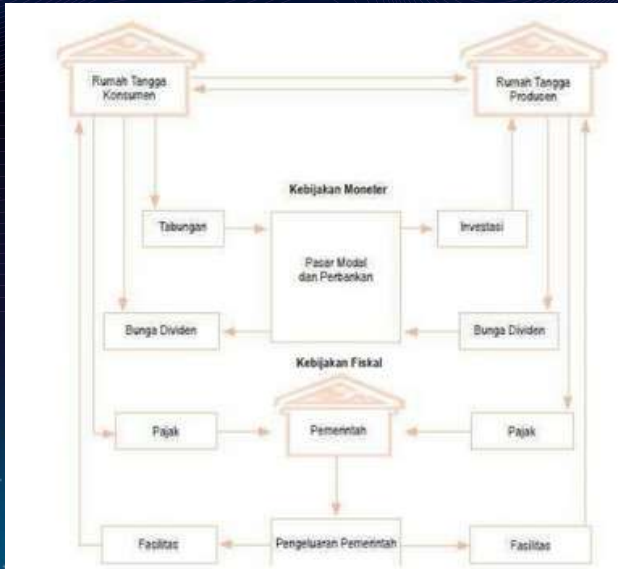 Rumah Tangga
Konsumen
Rumah Tangga
Produsen
Kebijakan Moneter
Tabungan
Pasar Modal
dan Perbankan
Investasi
Bunga Dividen
Bunga Dividen
Kebijakan Fiskal
Pajak
Pemerintah
Pajak
Fasilitas
Pengeluaran Pemerintah
Fasilitas